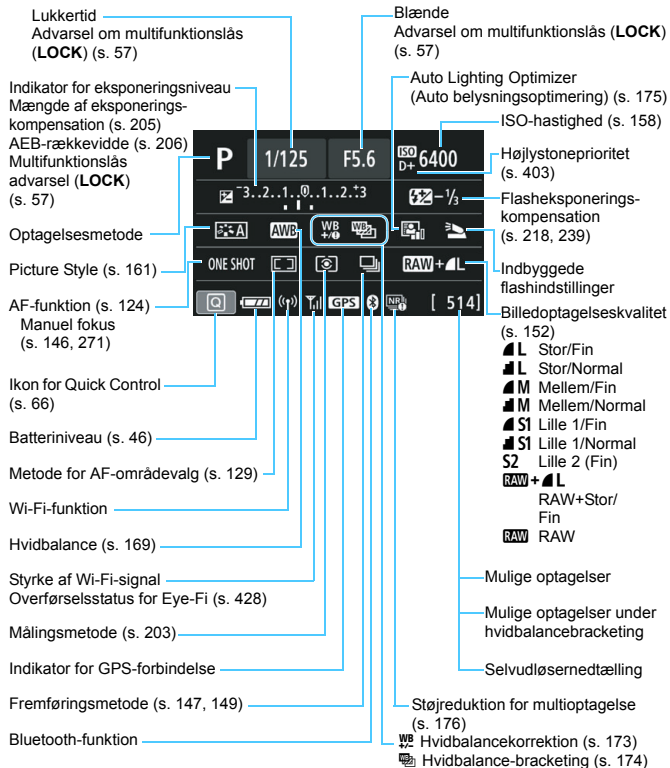 Lukkertid
Advarsel om multifunktionslås
(LOCK) (s. 57)
Blænde
Advarsel om multifunktionslås (LOCK)
(s. 57)
Indikator for eksponeringsniveau
Mængde af eksponerings-
kompensation (s. 205)
AEB-rækkevidde (s. 206)
Multifunktionslås
advarsel (LOCK)
(s. 57)
Auto Lighting Optimizer
(Auto belysningsoptimering) (s. 175)
ISO-hastighed (s. 158)
Højlystoneprioritet
(s. 403)
Flasheksponerings-
kompensation
(s. 218, 239)
Indbyggede
flashindstillinger
P 1/125 F5.6 ISO D+ 6400
-3..2..1..0..1..2.+3 -1/3
A AWB WB +/- WB
ONE SHOT RAW+L
Q GPS NR [ 514]
Optagelsesmetode
Picture Style (s. 161)
AF-funktion (s. 124)
Manuel fokus
(s. 146, 271)
Ikon for Quick Control
(s. 66)
Batteriniveau (s. 46)
Metode for AF-områdevalg (s. 129)
Wi-Fi-funktion
Hvidbalance (s. 169)
Styrke af Wi-Fi-signal
Overførselsstatus for Eye-Fi (s. 428)
Målingsmetode (s. 203)
Indikator for GPS-forbindelse
Fremføringsmetode (s. 147, 149)
Bluetooth-funktion
Billedoptagelseskvalitet
(s. 152)
L Stor/Fin
L Stor/Normal
M Mellem/Fin
M Mellem/Normal
S1 Lille 1/Fin
S1 Lille 1/Normal
S2 Lille 2 (Fin)
RAW+L
RAW+Stor/
Fin
RAW RAW
Mulige optagelser
Mulige optagelser under
hvidbalancebracketing
Selvudløsernedtælling
Støjreduktion for multioptagelse
(s. 176)
WB +/- Hvidbalancekorrektion (s. 173)
WB Hvidbalance-bracketing (s. 174)